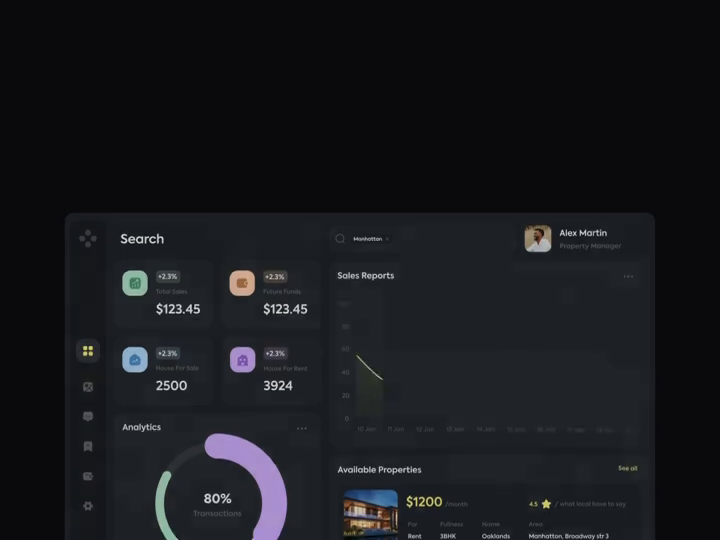 Search
Manhattan
Alex Martin
Property Manager
+2.3%
Total Sales
$123.45
+2.3%
Future Funds
$123.45
+2.3%
House For Sale
2500
+2.3%
House For Rent
3924
Sales Reports
100
80
60
40
20
0
10 Jan 11 Jan 12 Jan 13 Jan 14 Jan 15 Jan 16 Jan 17 Jan
Analytics
80%
Transactions
Available Properties
See all
$1200 /month
4.5 / what local have to say
For Fullness Name Area
Rent 3BHK Oaklands Manhattan, Broadway str 3